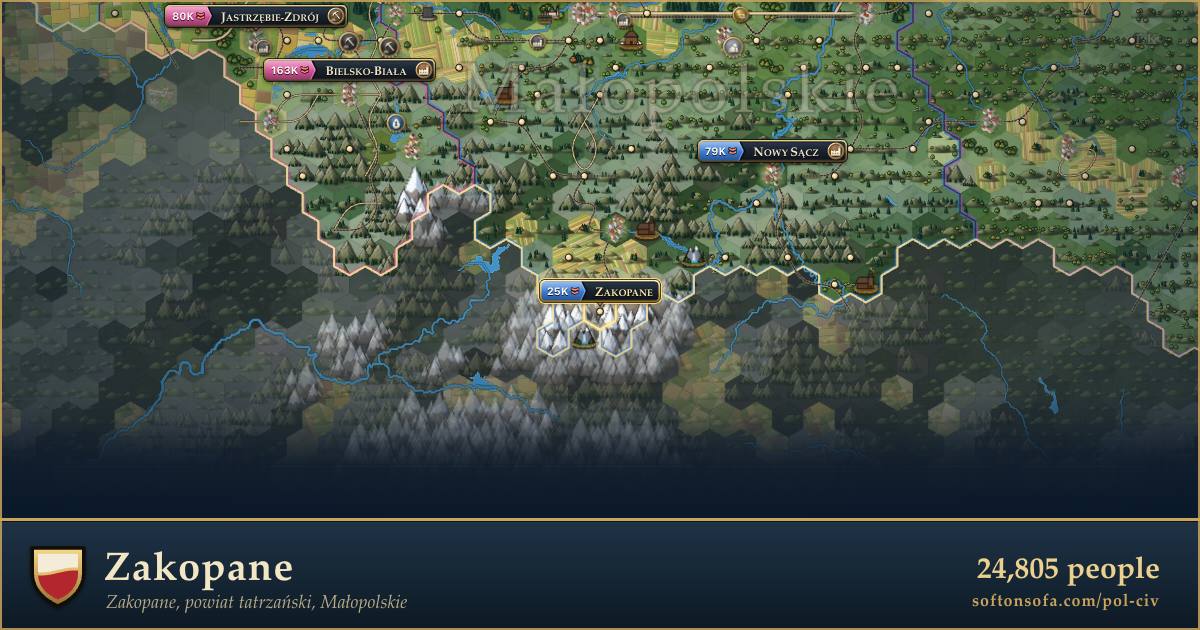 80K Jastrzębie-Zdrój
163K Bielsko-Biała
Małopolskie
79K Nowy Sącz
25K Zakopane
Zakopane
Zakopane, powiat tatrzański, Małopolskie
24,805 people
softonsofa.com/pol-civ